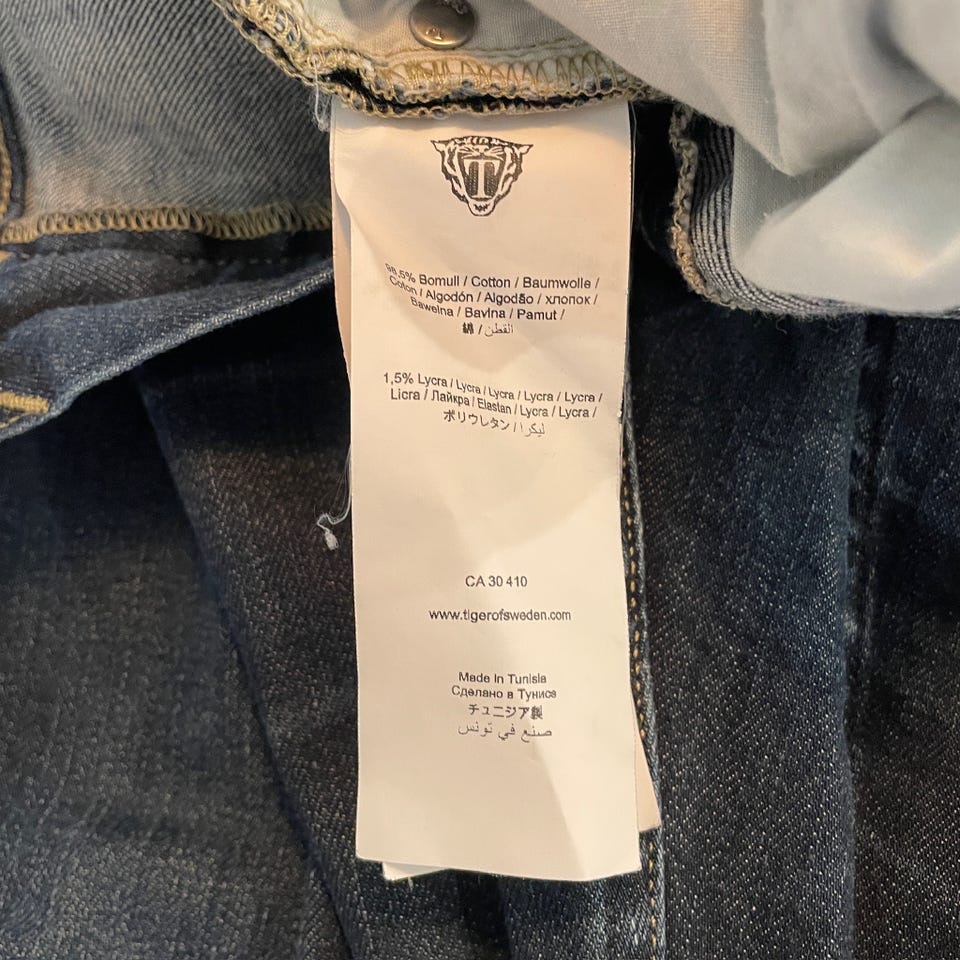 T
98,5% Bomull / Cotton / Baumwolle /
Coton / Algodón / Algodão / хлопок /
Bawełna / Bavlna / Pamut /
綿 / القطن
1,5% Lycra / Lycra / Lycra / Lycra / Lycra /
Licra / Лайкра / Elastan / Lycra / Lycra /
ポリウレタン / ليكرا
CA 30 410
www.tigerofsweden.com
Made in Tunisia
Сделано в Тунисе
チュニジア製
صنع في تونس